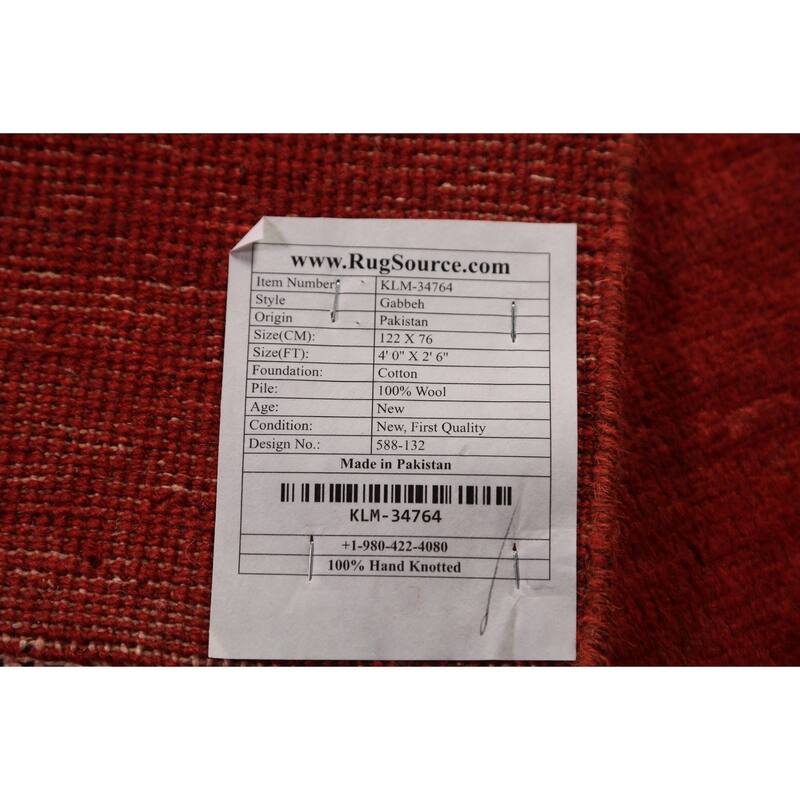 www.RugSource.com
Item Number: KLM-34764
Style Gabbeh
Origin Pakistan
Size(CM): 122 X 76
Size(FT): 4' 0" X 2' 6"
Foundation: Cotton
Pile: 100% Wool
Age: New
Condition: New, First Quality
Design No.: 588-132
Made in Pakistan
KLM-34764
+1-980-422-4080
100% Hand Knotted